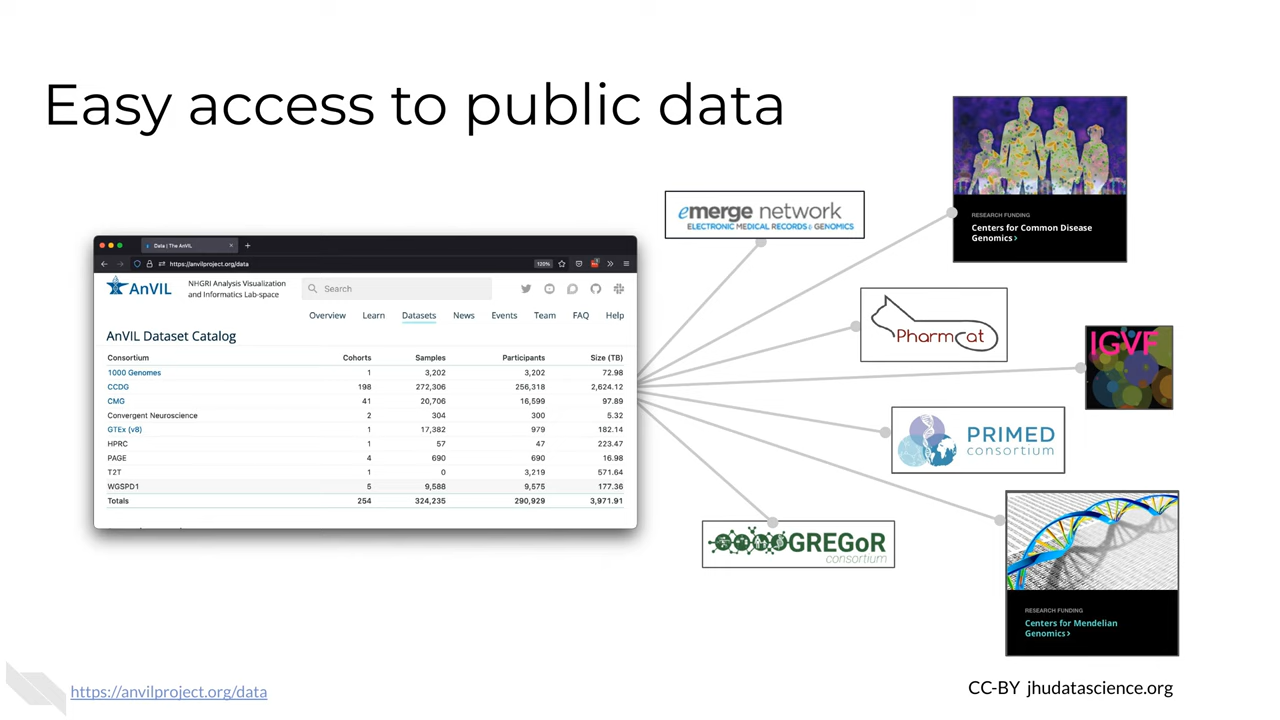 Easy access to public data
Data | The AnVIL
https://anvilproject.org/data
120%
AnVIL
NHGRI Analysis Visualization
and Informatics Lab-space
Search
Overview Learn Datasets News Events Team FAQ Help
AnVIL Dataset Catalog
Consortium Cohorts Samples Participants Size (TB)
1000 Genomes 1 3,202 3,202 72.98
CCDG 198 272,306 256,318 2,624.12
CMG 41 20,706 16,599 97.89
Convergent Neuroscience 2 304 300 5.32
GTEx (v8) 1 17,382 979 182.14
HPRC 1 57 47 223.47
PAGE 4 690 690 16.98
T2T 1 0 3,219 571.64
WGSPD1 5 9,588 9,575 177.36
Totals 254 324,235 290,929 3,971.91
emerge network
ELECTRONIC MEDICAL RECORDS & GENOMICS
RESEARCH FUNDING
Centers for Common Disease
Genomics ›
PharmCat
IGVF
PRIMED
consortium
GREGoR
consortium
RESEARCH FUNDING
Centers for Mendelian
Genomics ›
https://anvilproject.org/data
CC-BY jhudatascience.org